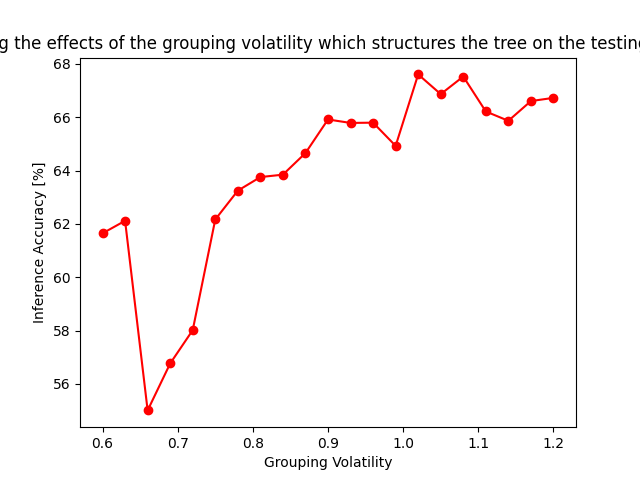 g the effects of the grouping volatility which structures the tree on the testing
68
66
64
62
60
58
56
Inference Accuracy [%]
0.6 0.7 0.8 0.9 1.0 1.1 1.2
Grouping Volatility